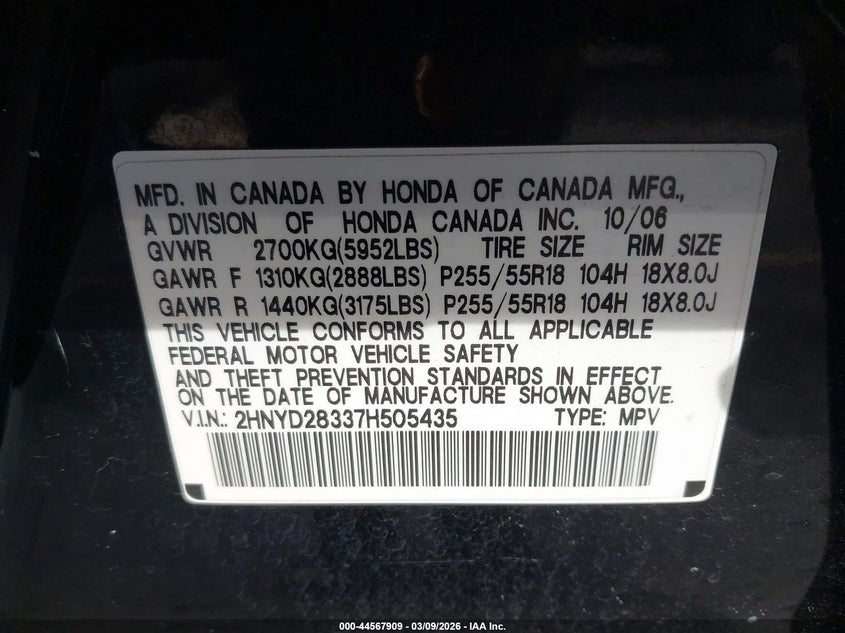 MFD. IN CANADA BY HONDA OF CANADA MFG.,
A DIVISION OF HONDA CANADA INC. 10/06
GVWR 2700KG(5952LBS) TIRE SIZE RIM SIZE
GAWR F 1310KG(2888LBS) P255/55R18 104H 18X8.0J
GAWR R 1440KG(3175LBS) P255/55R18 104H 18X8.0J
THIS VEHICLE CONFORMS TO ALL APPLICABLE
FEDERAL MOTOR VEHICLE SAFETY
AND THEFT PREVENTION STANDARDS IN EFFECT
ON THE DATE OF MANUFACTURE SHOWN ABOVE.
V.I.N.: 2HNYD28337H505435 TYPE: MPV
000-44567909 - 03/09/2026 - IAA Inc.